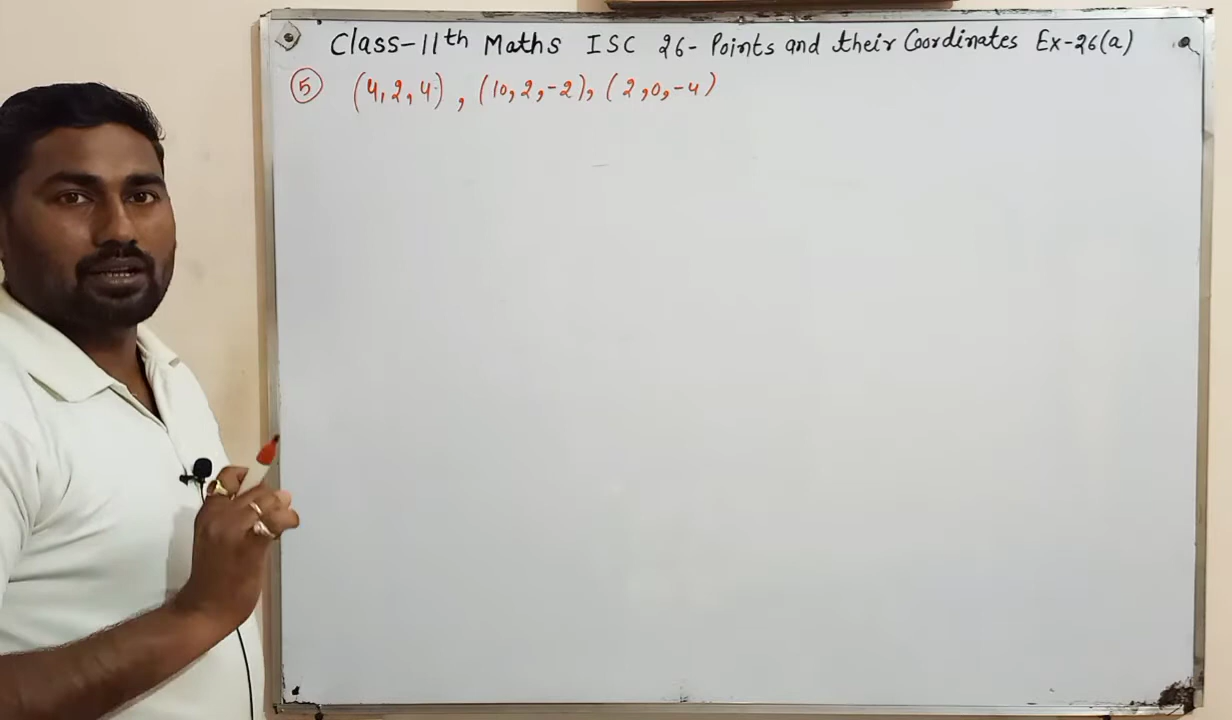 Class-11th Maths ISC 26- Points and their Coordinates Ex-26(a)
5 (4,2,4), (10,2,-2), (2,0,-4)